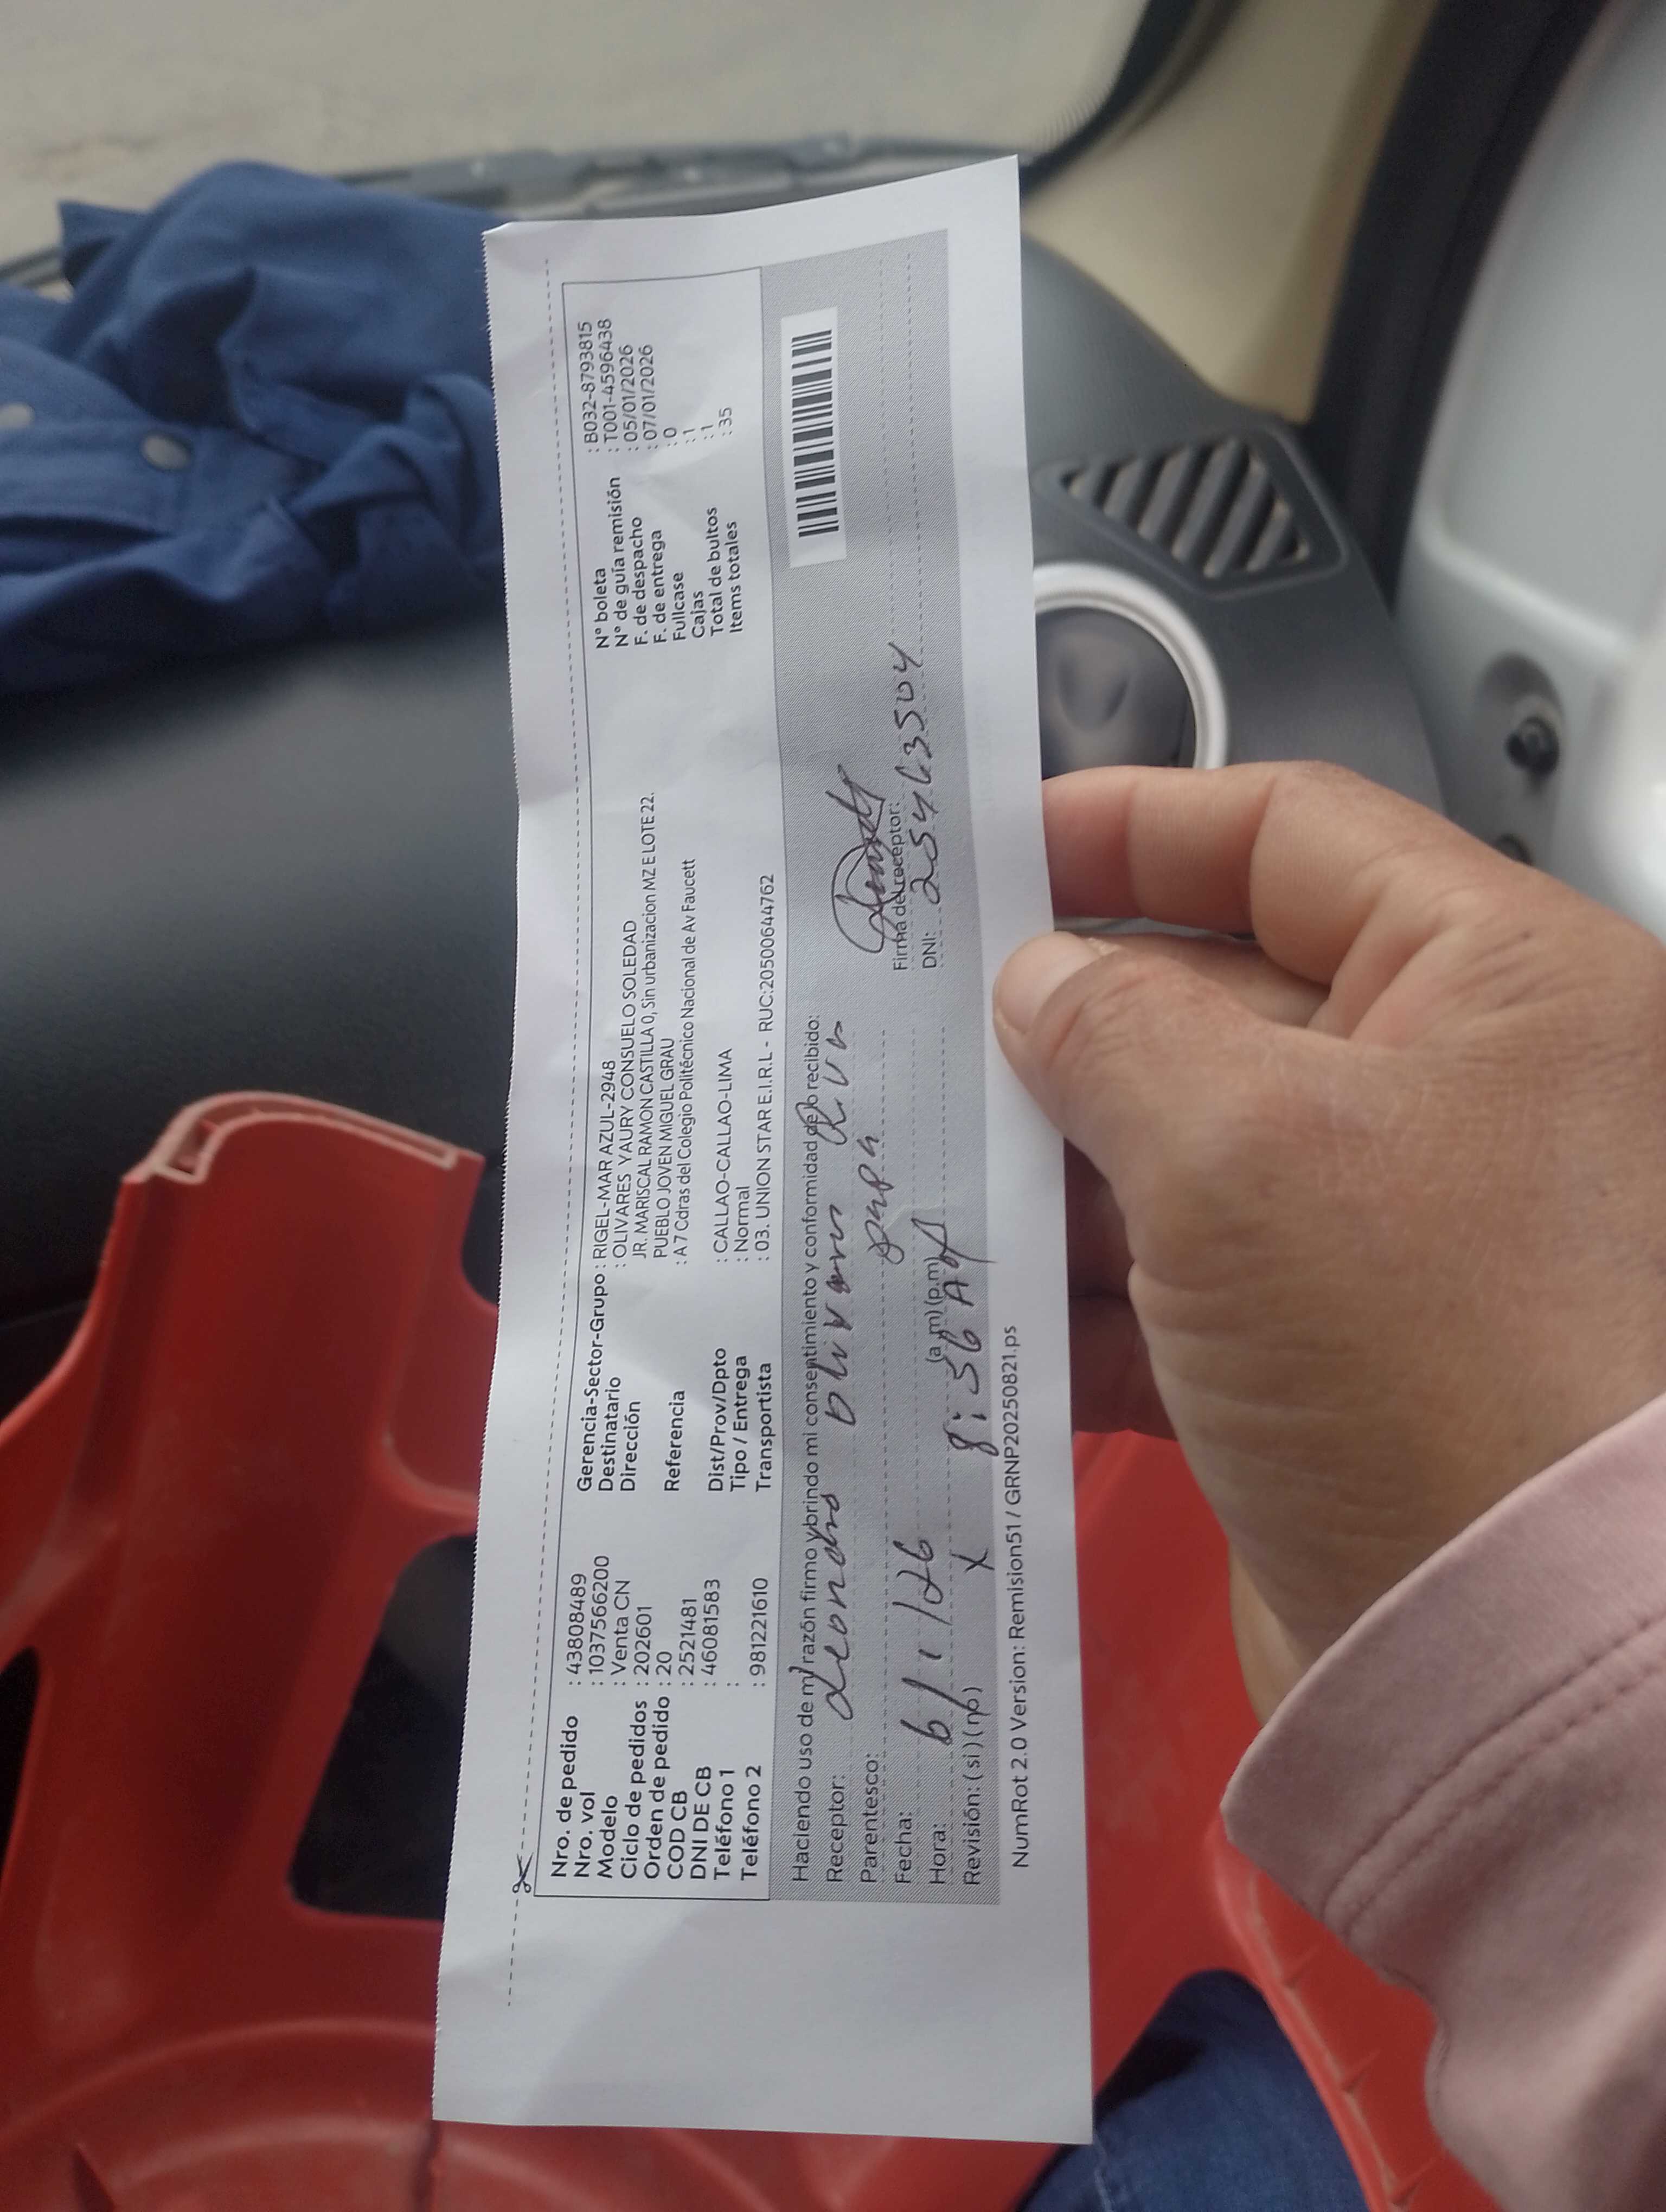 Nro. de pedido : 43808489
Nro. vol : 1037566200
Modelo : Venta CN
Ciclo de pedidos : 202601
Orden de pedido : 20
COD CB : 2521481
DNI DE CB : 46081583
Teléfono 1 :
Teléfono 2 : 981221610
Gerencia-Sector-Grupo : RIGEL-MAR AZUL-2948
Destinatario : OLIVARES YAURY CONSUELO SOLEDAD
Dirección JR. MARISCAL RAMON CASTILLA 0, Sin urbanizacion MZ E LOTE 22.
PUEBLO JOVEN MIGUEL GRAU
Referencia : A 7 Cdras del Colegio Politécnico Nacional de Av Faucett
Dist/Prov/Dpto : CALLAO-CALLAO-LIMA
Tipo / Entrega : Normal
Transportista : 03. UNION STAR E.I.R.L - RUC:20500644762
N° boleta : B032-8793815
N° de guía remisión : T001-4596438
F. de despacho : 05/01/2026
F. de entrega : 07/01/2026
Fullcase : 0
Cajas : 1
Total de bultos : 1
Items totales : 35
Haciendo uso de mi razón firmo y brindo mi consentimiento y conformidad de lo recibido:
Receptor: Leonardo Olivares
Parentesco: papá
Fecha: 6/1/26
Hora: 8:56 AM (a.m) (p.m)
Revisión: (si) (no) X
Firma del receptor:
DNI: 25463504
NumRot 2.0 Version: Remision51 / GRNP20250821.ps